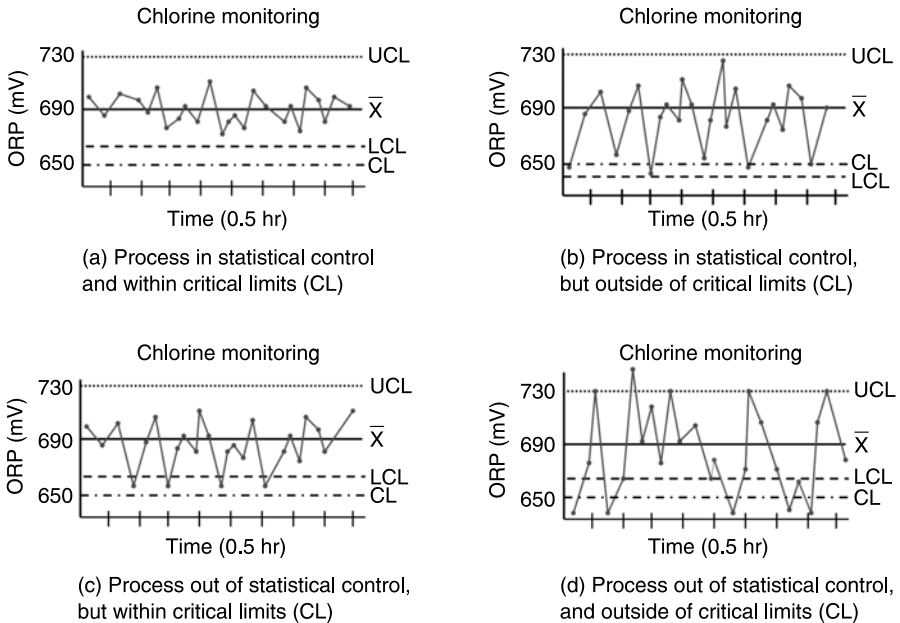 Chlorine monitoring
730
690
650
ORP (mV)
UCL
X̅
LCL
CL
Time (0.5 hr)
(a) Process in statistical control
and within critical limits (CL)
Chlorine monitoring
730
690
650
ORP (mV)
UCL
X̅
CL
LCL
Time (0.5 hr)
(b) Process in statistical control,
but outside of critical limits (CL)
Chlorine monitoring
730
690
650
ORP (mV)
UCL
X̅
LCL
CL
Time (0.5 hr)
(c) Process out of statistical control,
but within critical limits (CL)
Chlorine monitoring
730
690
650
ORP (mV)
UCL
X̅
LCL
CL
Time (0.5 hr)
(d) Process out of statistical control,
and outside of critical limits (CL)